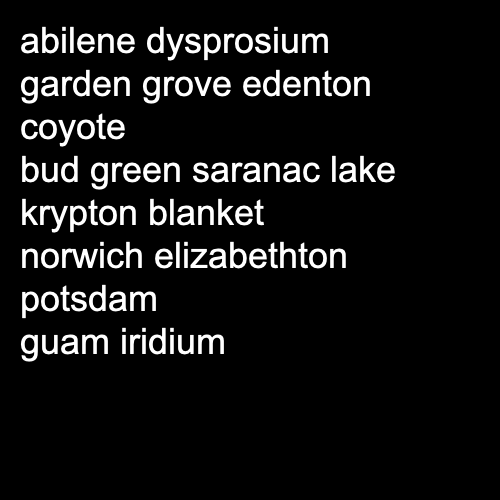 abilene dysprosium
garden grove edenton
coyote
bud green saranac lake
krypton blanket
norwich elizabethton
potsdam
guam iridium